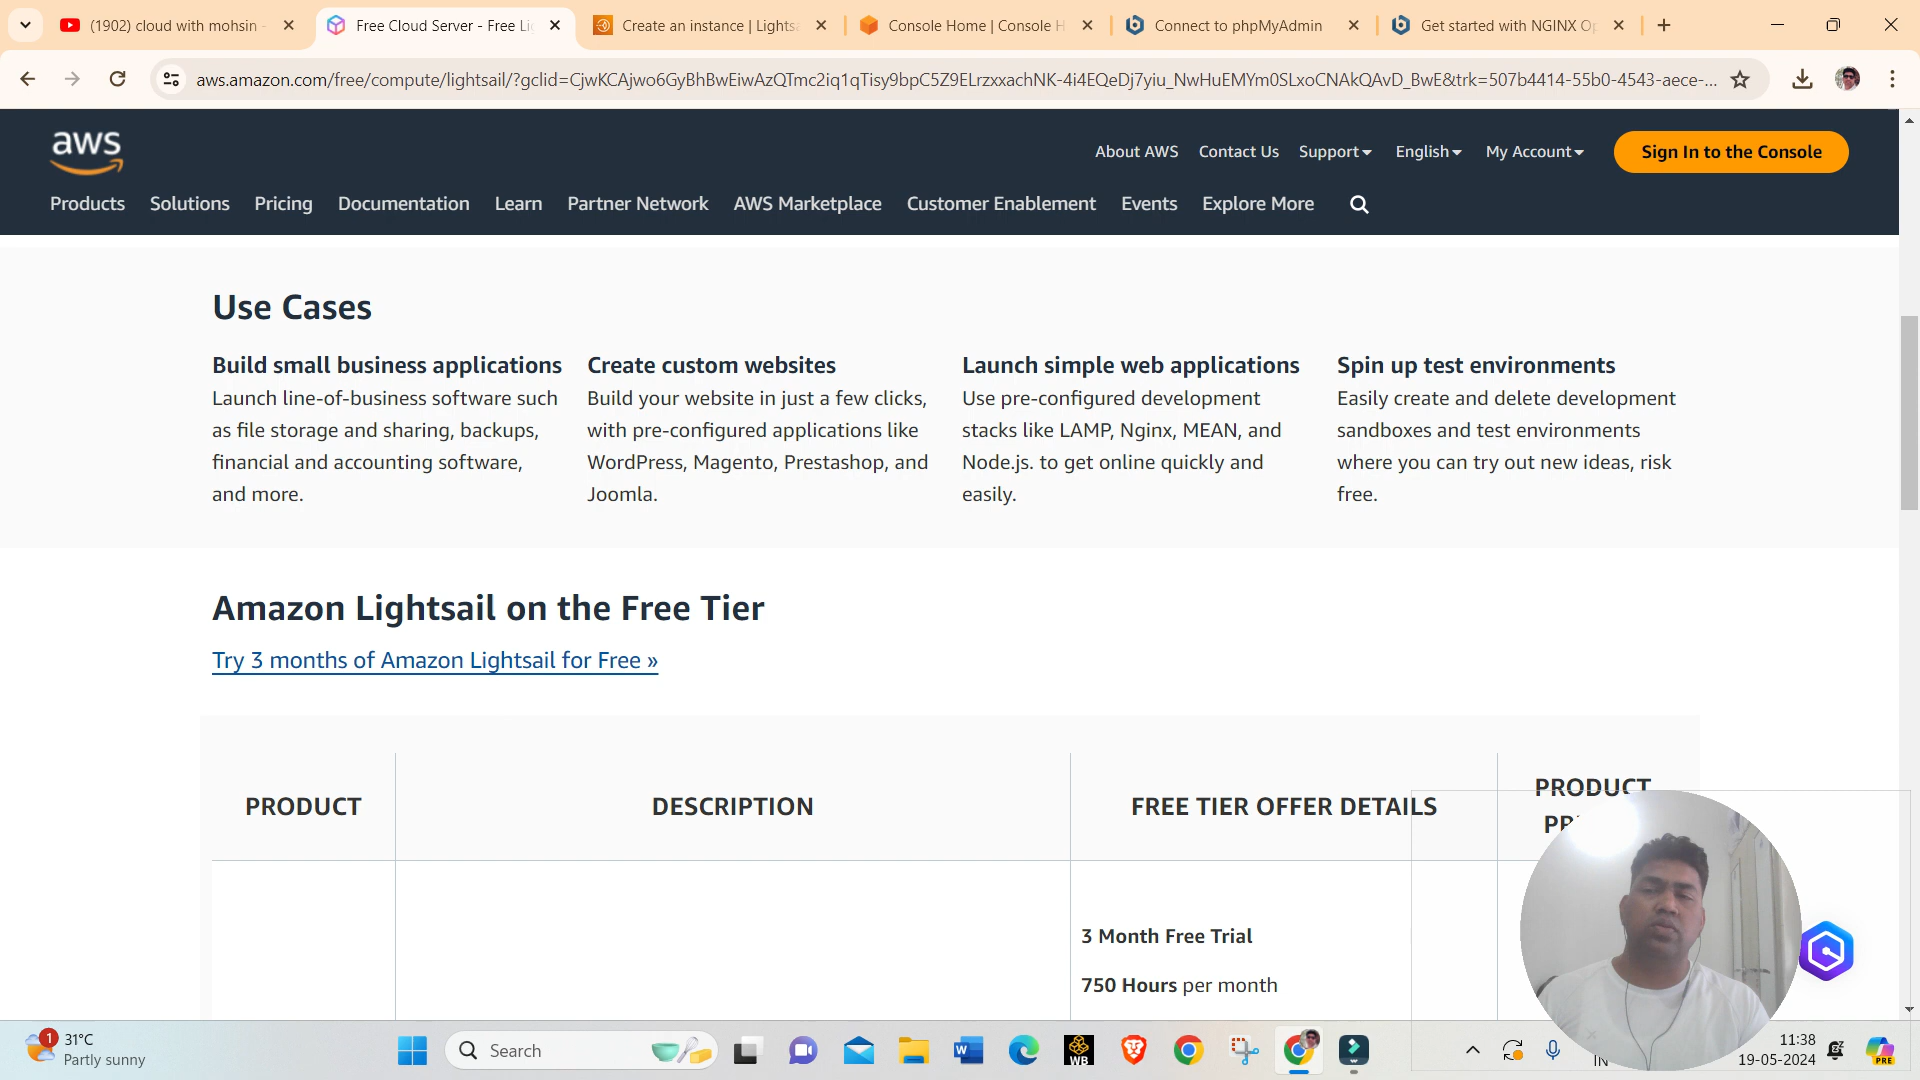 (1902) cloud with mohsin -
Free Cloud Server - Free Li
Create an instance | Lightsa
Console Home | Console H
Connect to phpMyAdmin
Get started with NGINX Op
aws.amazon.com/free/compute/lightsail/?gclid=CjwKCAjwo6GyBhBwEiwAzQTmc2iq1qTisy9bpC5Z9ELrzxxachNK-4i4EQeDj7yiu_NwHuEMYm0SLxoCNAkQAvD_BwE&trk=507b4414-55b0-4543-aece-...
aws
About AWS Contact Us Support English My Account Sign In to the Console
Products Solutions Pricing Documentation Learn Partner Network AWS Marketplace Customer Enablement Events Explore More
Use Cases
Build small business applications
Launch line-of-business software such
as file storage and sharing, backups,
financial and accounting software,
and more.
Create custom websites
Build your website in just a few clicks,
with pre-configured applications like
WordPress, Magento, Prestashop, and
Joomla.
Launch simple web applications
Use pre-configured development
stacks like LAMP, Nginx, MEAN, and
Node.js. to get online quickly and
easily.
Spin up test environments
Easily create and delete development
sandboxes and test environments
where you can try out new ideas, risk
free.
Amazon Lightsail on the Free Tier
Try 3 months of Amazon Lightsail for Free »
PRODUCT
DESCRIPTION
FREE TIER OFFER DETAILS
PRODUCT
3 Month Free Trial
750 Hours per month
1
31°C
Partly sunny
Search
W
WB
IN
11:38
19-05-2024
PRE